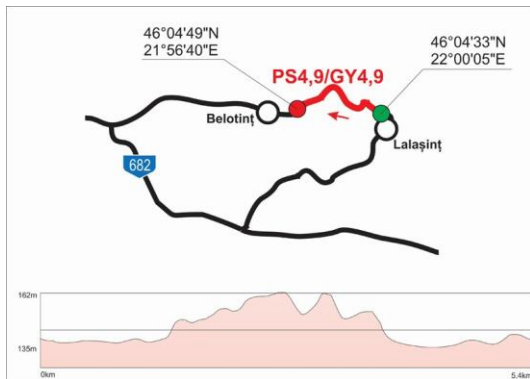 46°04'49"N
21°56'40"E
46°04'33"N
22°00'05"E
PS4,9/GY4,9
Belotinț
Lalașinț
682
162m
135m
0km
5.4km